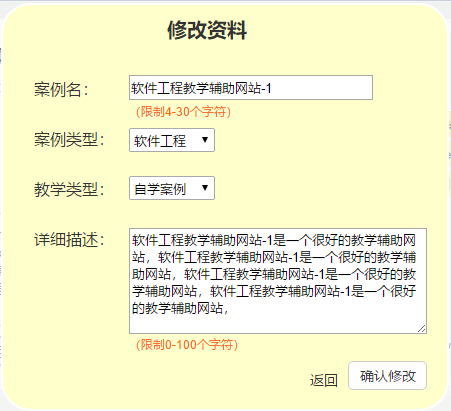 修改资料
案例名： 软件工程教学辅助网站-1
(限制4-30个字符)
案例类型： 软件工程
教学类型： 自学案例
详细描述： 软件工程教学辅助网站-1是一个很好的教学辅助网
站，软件工程教学辅助网站-1是一个很好的教学辅
助网站，软件工程教学辅助网站-1是一个很好的教
学辅助网站，软件工程教学辅助网站-1是一个很好
的教学辅助网站，
(限制0-100个字符)
返回 确认修改